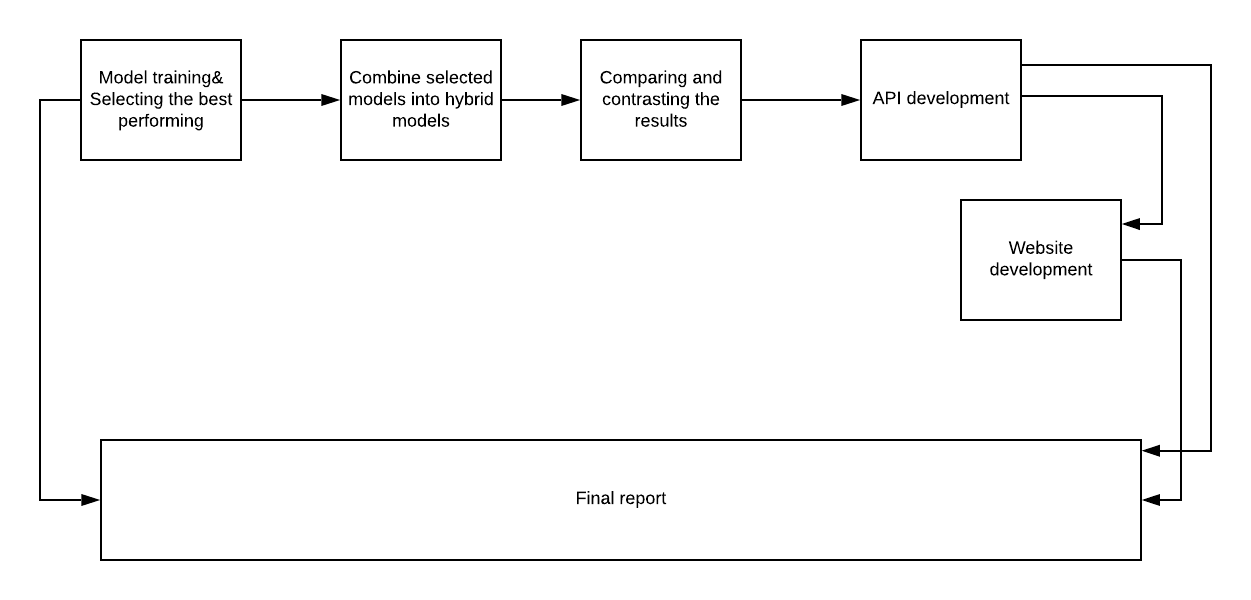 Model training&
Selecting the best
performing
Combine selected
models into hybrid
models
Comparing and
contrasting the
results
API development
Website
development
Final report